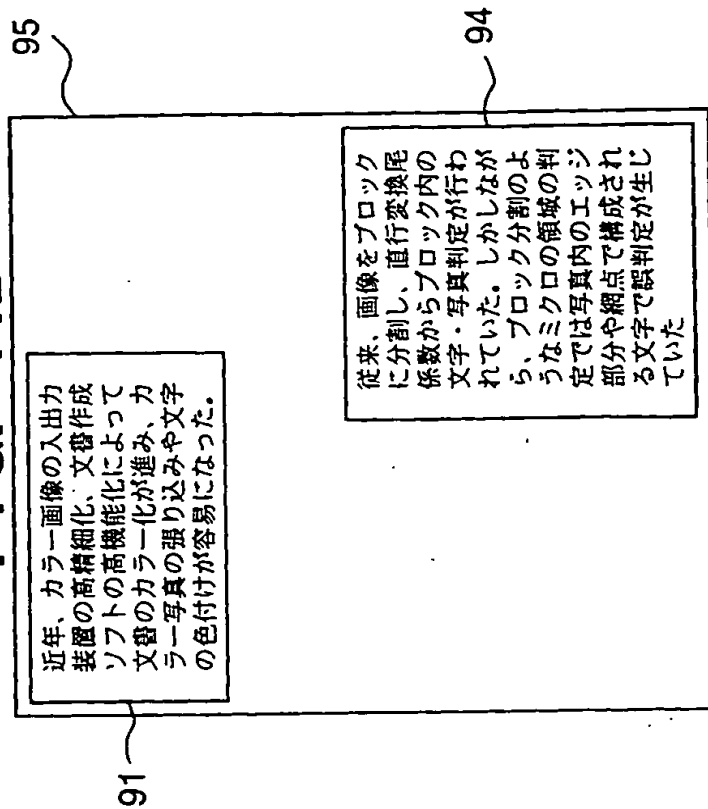 95
近年、カラー画像の入出力
装置の高精細化、文書作成
ソフトの高機能化によって
文書のカラー化が進み、カ
ラー写真の張り込みや文字
の色付けが容易になった。
91
94
従来、画像をブロック
に分割し、直行変換尾
係数からブロック内の
文字・写真判定が行わ
れていた。しかしなが
ら、ブロック分割のよ
うなミクロの領域の判
定では写真内のエッジ
部分や網点で構成され
る文字で誤判定が生じ
ていた